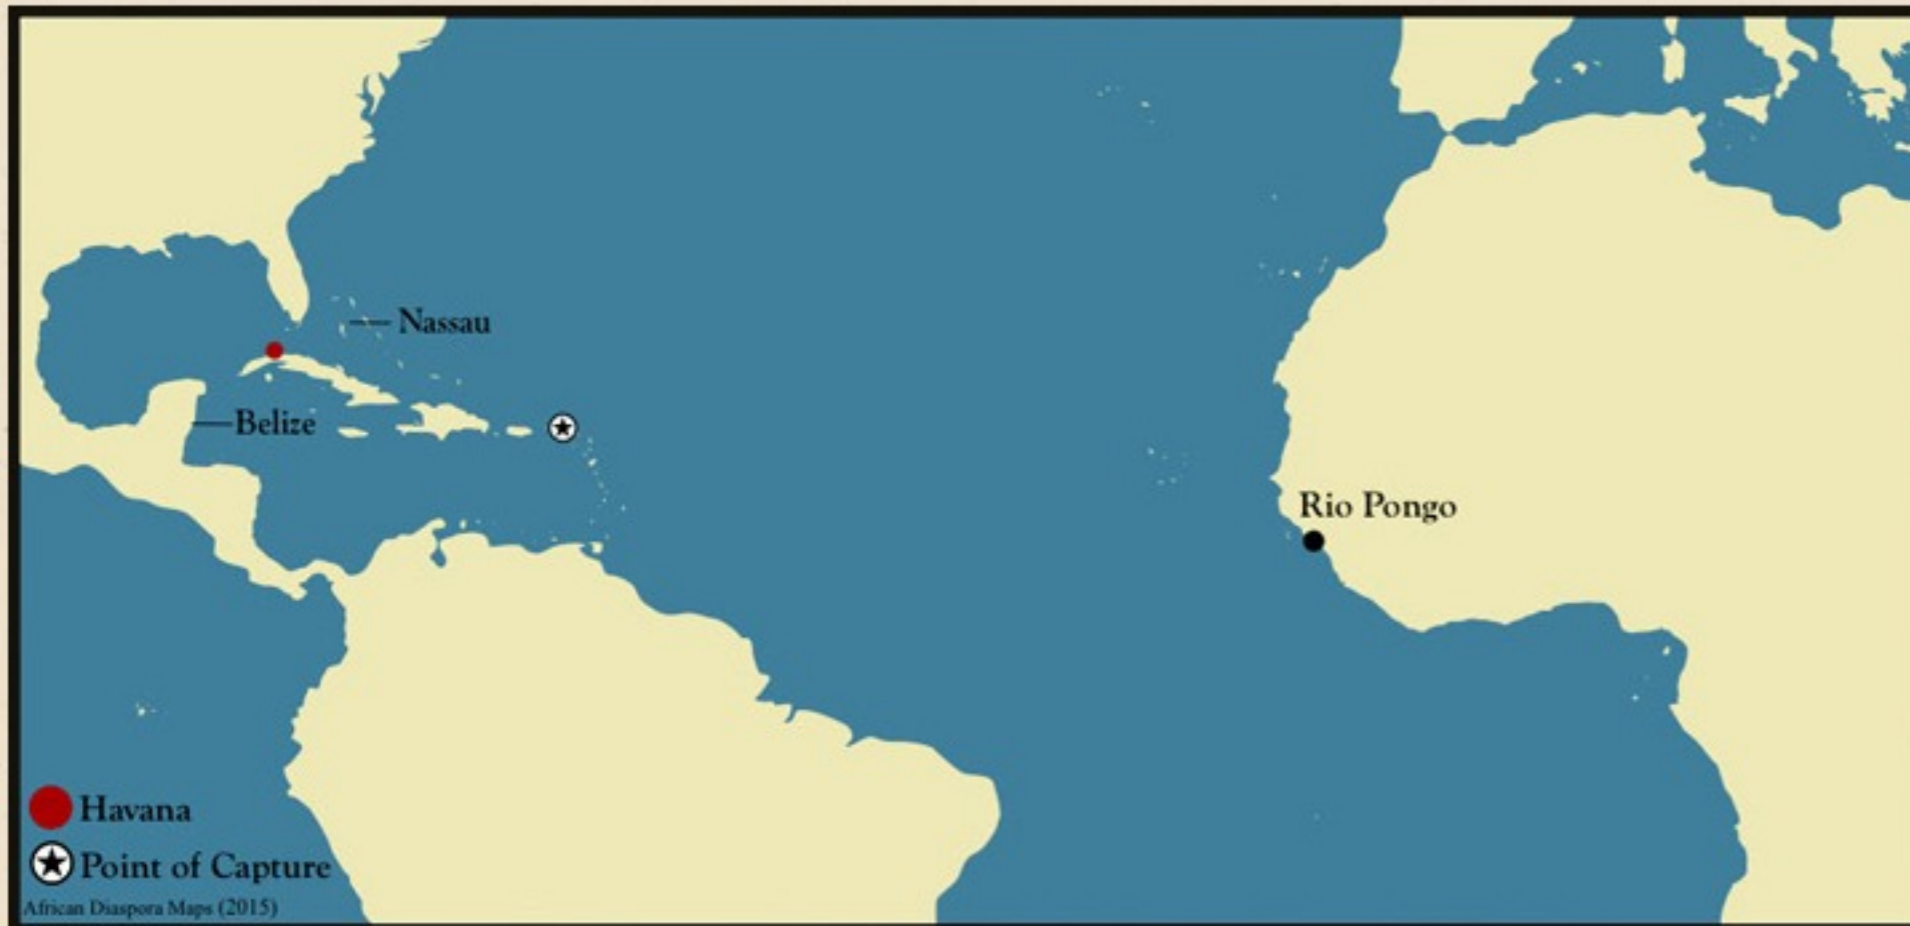 Nassau
Belize
Rio Pongo
Havana
Point of Capture
African Diaspora Maps (2015)